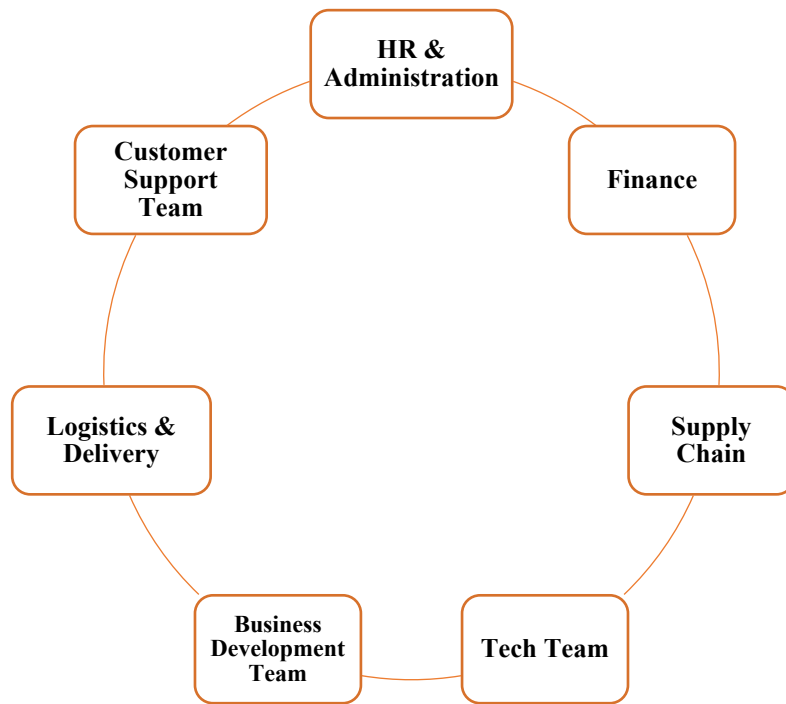 HR &
Administration
Finance
Supply
Chain
Tech Team
Business
Development
Team
Logistics &
Delivery
Customer
Support
Team